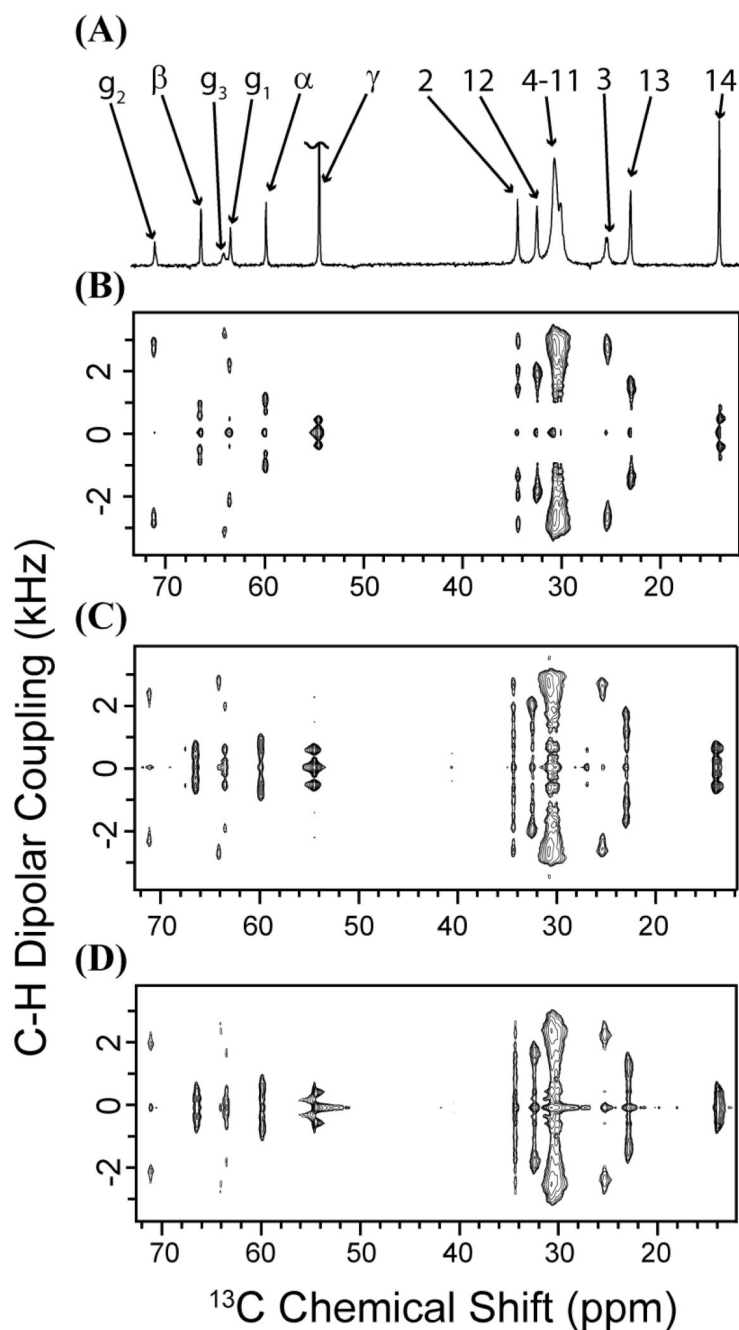 (A)
g₂ β g₃ g₁ α γ 2 12 4-11 3 13 14
(B)
2
0
-2
70 60 50 40 30 20
(C)
2
0
-2
70 60 50 40 30 20
(D)
2
0
-2
70 60 50 40 30 20
C-H Dipolar Coupling (kHz)
¹³C Chemical Shift (ppm)